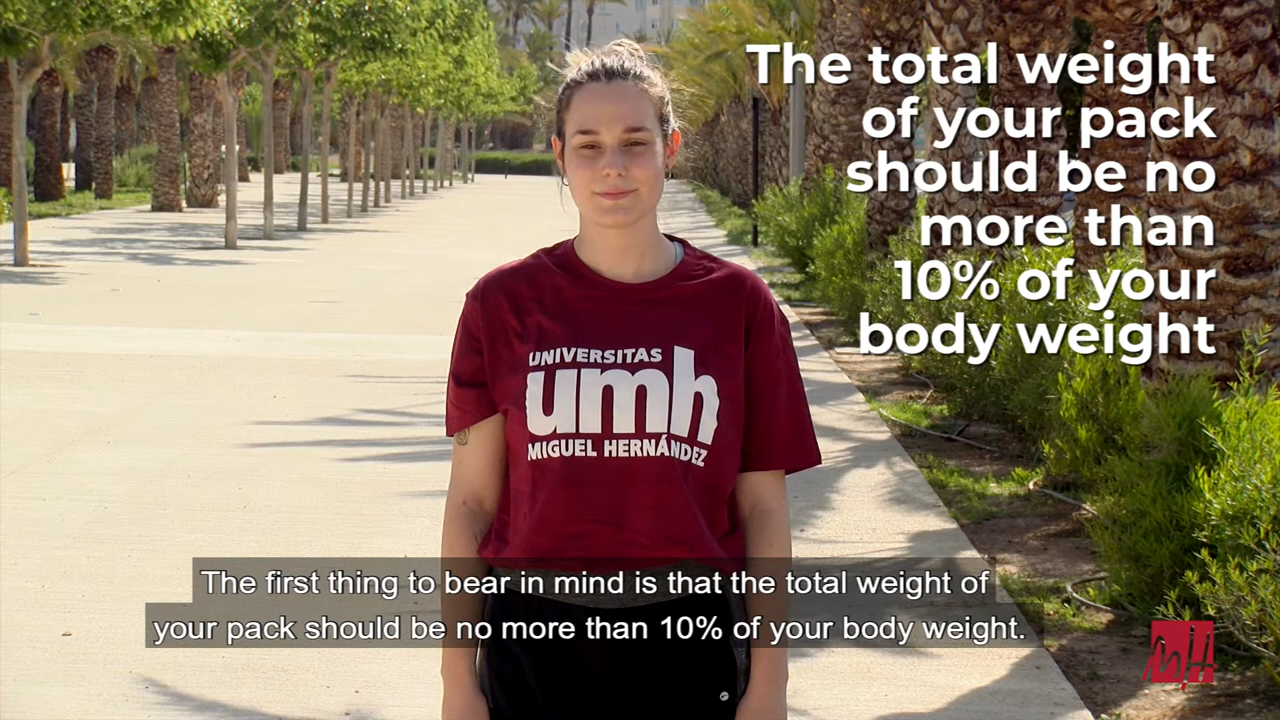 The total weight
of your pack
should be no
more than
10% of your
body weight
UNIVERSITAS
umh
MIGUEL HERNÁNDEZ
The first thing to bear in mind is that the total weight of
your pack should be no more than 10% of your body weight.